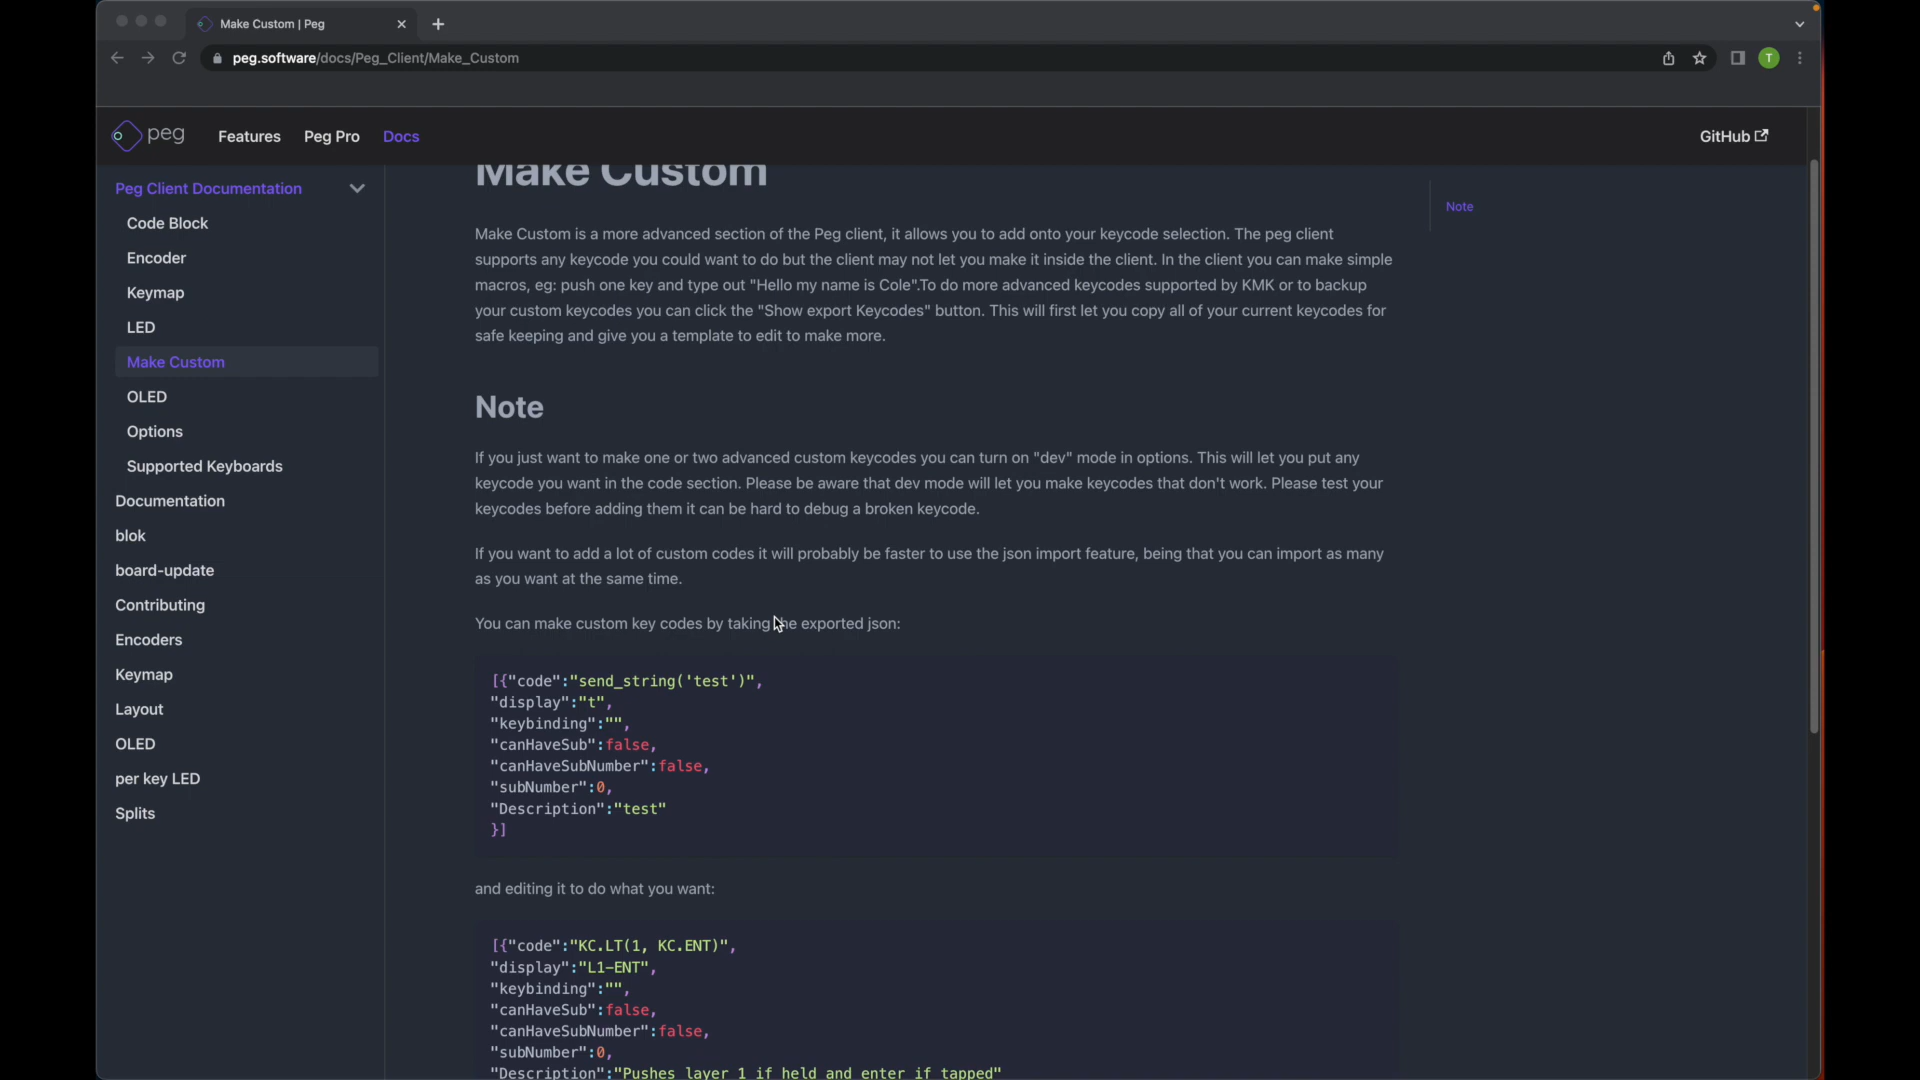 Make Custom | Peg
peg.software/docs/Peg_Client/Make_Custom
T
peg
Features
Peg Pro
Docs
GitHub
Peg Client Documentation
Code Block
Encoder
Keymap
LED
Make Custom
OLED
Options
Supported Keyboards
Documentation
blok
board-update
Contributing
Encoders
Keymap
Layout
OLED
per key LED
Splits
Make Custom
Make Custom is a more advanced section of the Peg client, it allows you to add onto your keycode selection. The peg client
supports any keycode you could want to do but the client may not let you make it inside the client. In the client you can make simple
macros, eg: push one key and type out "Hello my name is Cole".To do more advanced keycodes supported by KMK or to backup
your custom keycodes you can click the "Show export Keycodes" button. This will first let you copy all of your current keycodes for
safe keeping and give you a template to edit to make more.
Note
If you just want to make one or two advanced custom keycodes you can turn on "dev" mode in options. This will let you put any
keycode you want in the code section. Please be aware that dev mode will let you make keycodes that don't work. Please test your
keycodes before adding them it can be hard to debug a broken keycode.
If you want to add a lot of custom codes it will probably be faster to use the json import feature, being that you can import as many
as you want at the same time.
You can make custom key codes by taking the exported json:
[{"code":"send_string('test')",
"display":"t",
"keybinding":"",
"canHaveSub":false,
"canHaveSubNumber":false,
"subNumber":0,
"Description":"test"
}]
and editing it to do what you want:
[{"code":"KC.LT(1, KC.ENT)",
"display":"L1-ENT",
"keybinding":"",
"canHaveSub":false,
"canHaveSubNumber":false,
"subNumber":0,
"Description":"Pushes layer 1 if held and enter if tapped"
Note